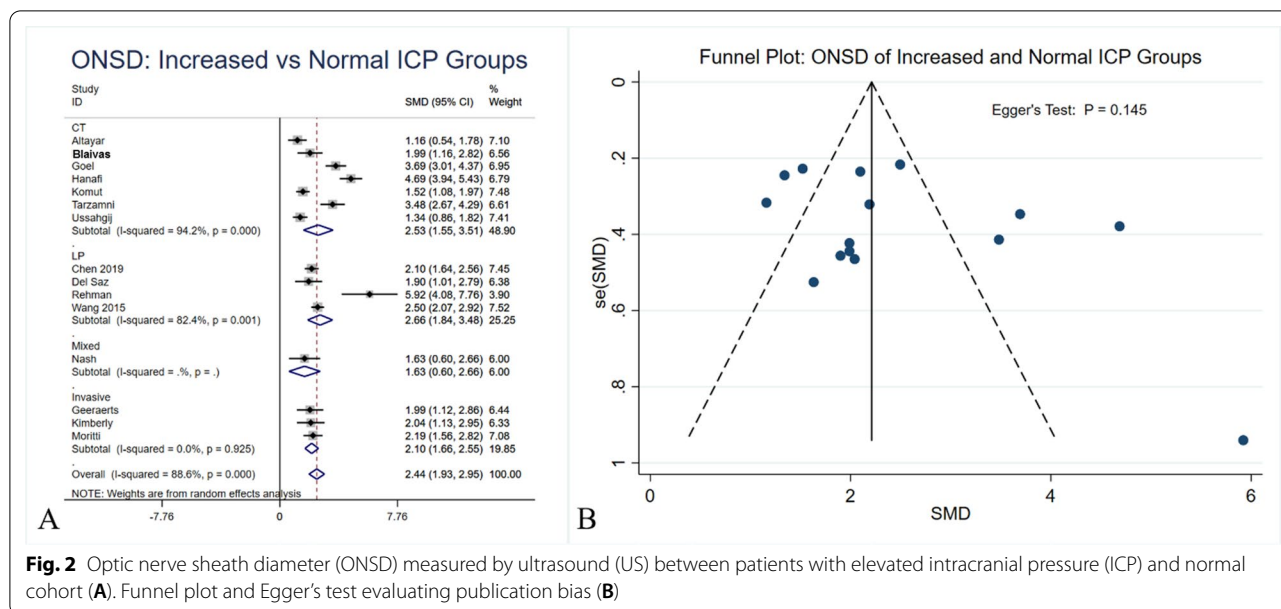 ONSD: Increased vs Normal ICP Groups
Study
ID
SMD (95% CI)
%
Weight
CT
Altayar 1.16 (0.54, 1.78) 7.10
Blaivas 1.99 (1.16, 2.82) 6.56
Goel 3.69 (3.01, 4.37) 6.95
Hanafi 4.69 (3.94, 5.43) 6.79
Komut 1.52 (1.08, 1.97) 7.48
Tarzamni 3.48 (2.67, 4.29) 6.61
Ussahgij 1.34 (0.86, 1.82) 7.41
Subtotal (I-squared = 94.2%, p = 0.000) 2.53 (1.55, 3.51) 48.90
.
LP
Chen 2019 2.10 (1.64, 2.56) 7.45
Del Saz 1.90 (1.01, 2.79) 6.38
Rehman 5.92 (4.08, 7.76) 3.90
Wang 2015 2.50 (2.07, 2.92) 7.52
Subtotal (I-squared = 82.4%, p = 0.001) 2.66 (1.84, 3.48) 25.25
.
Mixed
Nash 1.63 (0.60, 2.66) 6.00
Subtotal (I-squared = .%, p = .) 1.63 (0.60, 2.66) 6.00
.
Invasive
Geeraerts 1.99 (1.12, 2.86) 6.44
Kimberly 2.04 (1.13, 2.95) 6.33
Moritti 2.19 (1.56, 2.82) 7.08
Subtotal (I-squared = 0.0%, p = 0.925) 2.10 (1.66, 2.55) 19.85
.
Overall (I-squared = 88.6%, p = 0.000) 2.44 (1.93, 2.95) 100.00
NOTE: Weights are from random effects analysis
-7.76 0 7.76
A
Funnel Plot: ONSD of Increased and Normal ICP Groups
Egger's Test: P = 0.145
se(SMD)
0
.2
.4
.6
.8
1
0 2 4 6
SMD
B
Fig. 2 Optic nerve sheath diameter (ONSD) measured by ultrasound (US) between patients with elevated intracranial pressure (ICP) and normal
cohort (A). Funnel plot and Egger’s test evaluating publication bias (B)